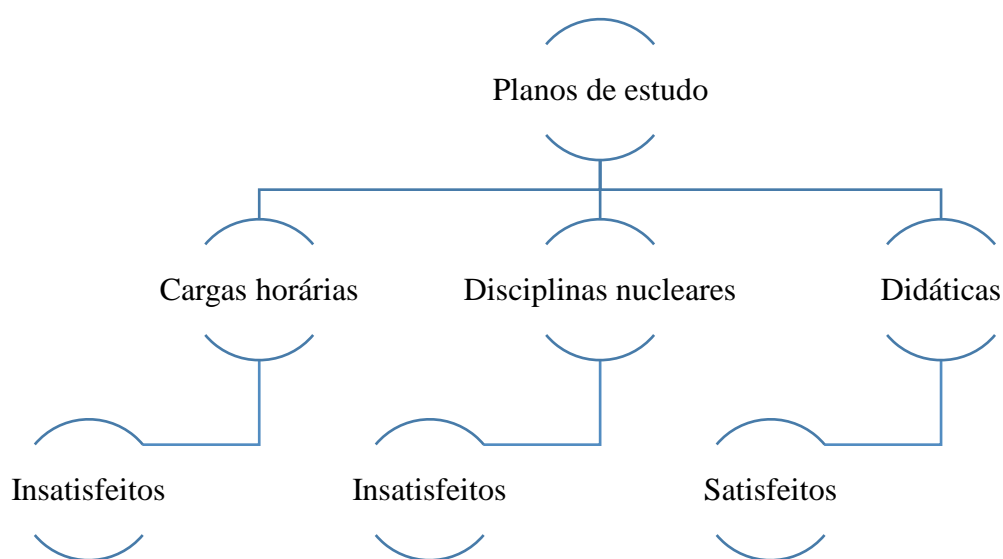 Planos de estudo
Cargas horárias
Disciplinas nucleares
Didáticas
Insatisfeitos
Insatisfeitos
Satisfeitos